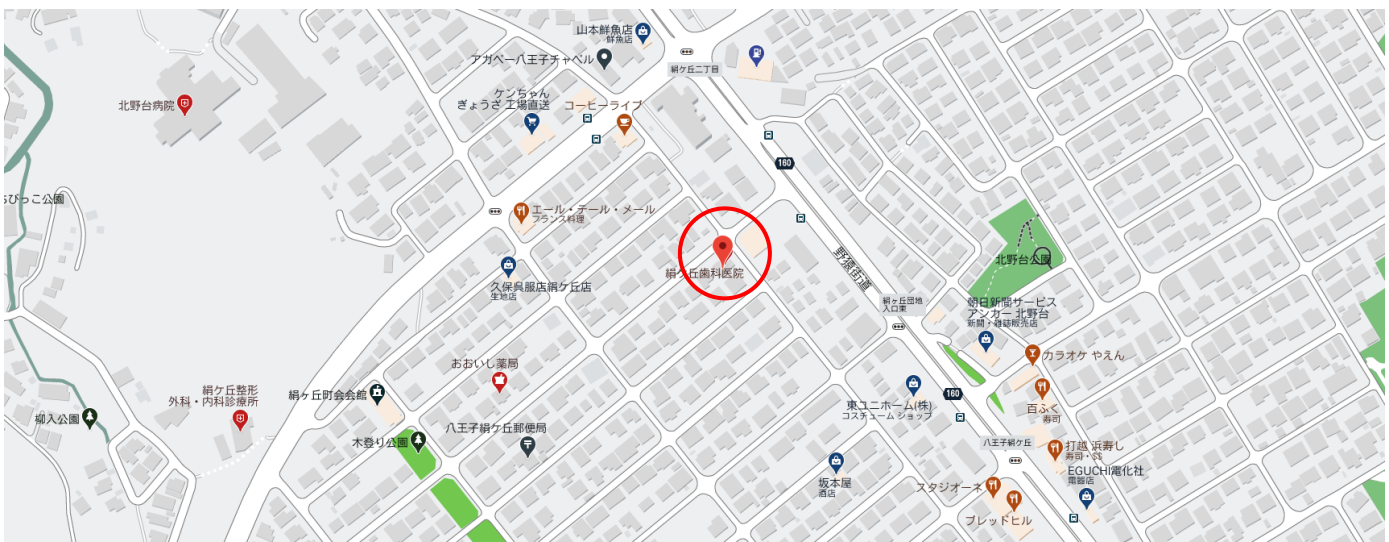 山本鮮魚店
鮮魚店
アガペー八王子チャペル
絹ケ丘二丁目
北野台病院
ケンちゃん
ぎょうざ 工場直送
コーヒーライブ
160
びっこ公園
エール・テール・メール
フランス料理
絹ケ丘歯科医院
野猿街道
北野台公園
久保呉服店絹ケ丘店
生地店
絹ヶ丘団地
入口東
朝日新聞サービス
アンカー 北野台
新聞・雑誌販売店
カラオケ やえん
おおいし薬局
絹ケ丘整形
外科・内科診療所
絹ヶ丘町会会館
160
百ふく
寿司
東ユニホーム(株)
コスチューム ショップ
柳入公園
木登り公園
八王子絹ケ丘郵便局
八王子絹ケ丘
打越 浜寿し
寿司・$$
EGUCHI電化社
電器店
坂本屋
酒店
スタジオーネ
ブレッドヒル